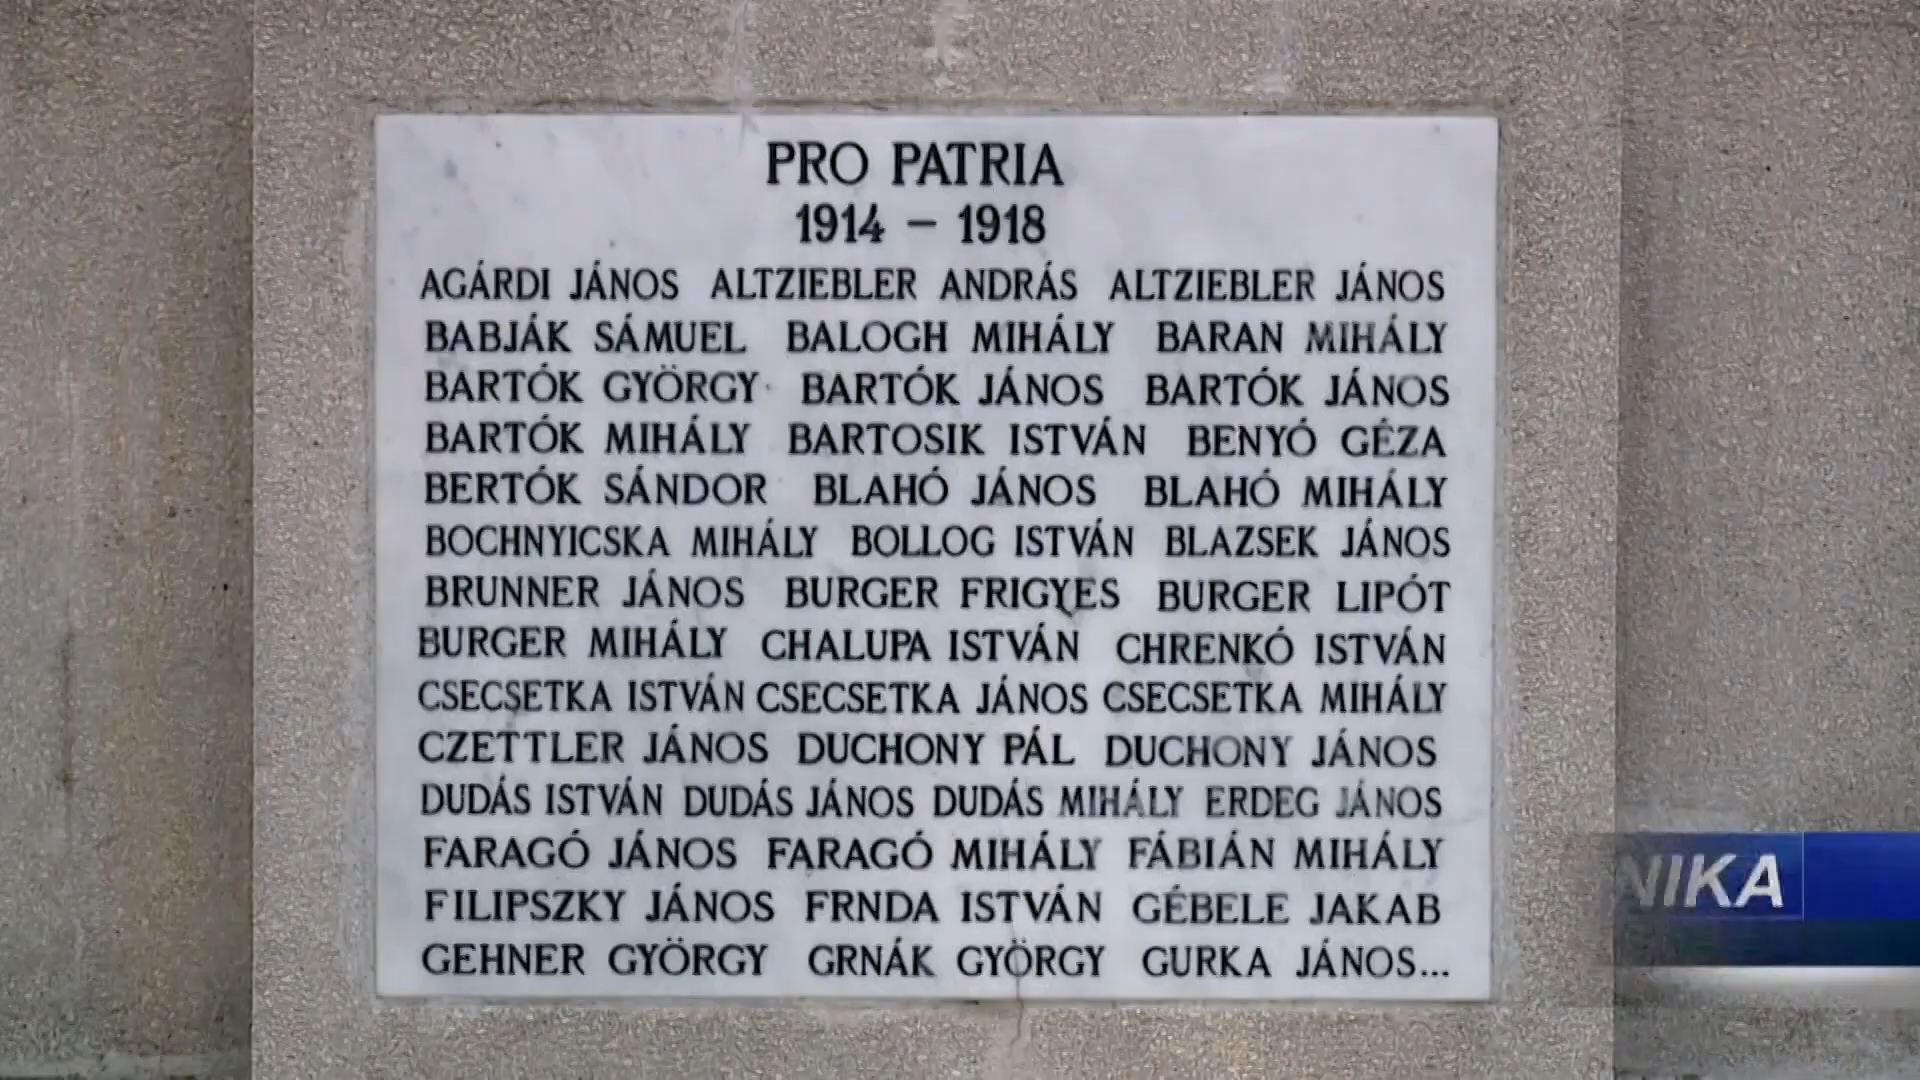 PRO PATRIA
1914 – 1918
AGÁRDI JÁNOS ALTZIEBLER ANDRÁS ALTZIEBLER JÁNOS
BABJÁK SÁMUEL BALOGH MIHÁLY BARAN MIHÁLY
BARTÓK GYÖRGY BARTÓK JÁNOS BARTÓK JÁNOS
BARTÓK MIHÁLY BARTOSIK ISTVÁN BENYÓ GÉZA
BERTÓK SÁNDOR BLAHÓ JÁNOS BLAHÓ MIHÁLY
BOCHNYICSKA MIHÁLY BOLLOG ISTVÁN BLAZSEK JÁNOS
BRUNNER JÁNOS BURGER FRIGYES BURGER LIPÓT
BURGER MIHÁLY CHALUPA ISTVÁN CHRENKÓ ISTVÁN
CSECSETKA ISTVÁN CSECSETKA JÁNOS CSECSETKA MIHÁLY
CZETTLER JÁNOS DUCHONY PÁL DUCHONY JÁNOS
DUDÁS ISTVÁN DUDÁS JÁNOS DUDÁS MIHÁLY ERDEG JÁNOS
FARAGÓ JÁNOS FARAGÓ MIHÁLY FÁBIÁN MIHÁLY
FILIPSZKY JÁNOS FRNDA ISTVÁN GÉBELE JAKAB
GEHNER GYÖRGY GRNÁK GYÖRGY GURKA JÁNOS...
NIKA